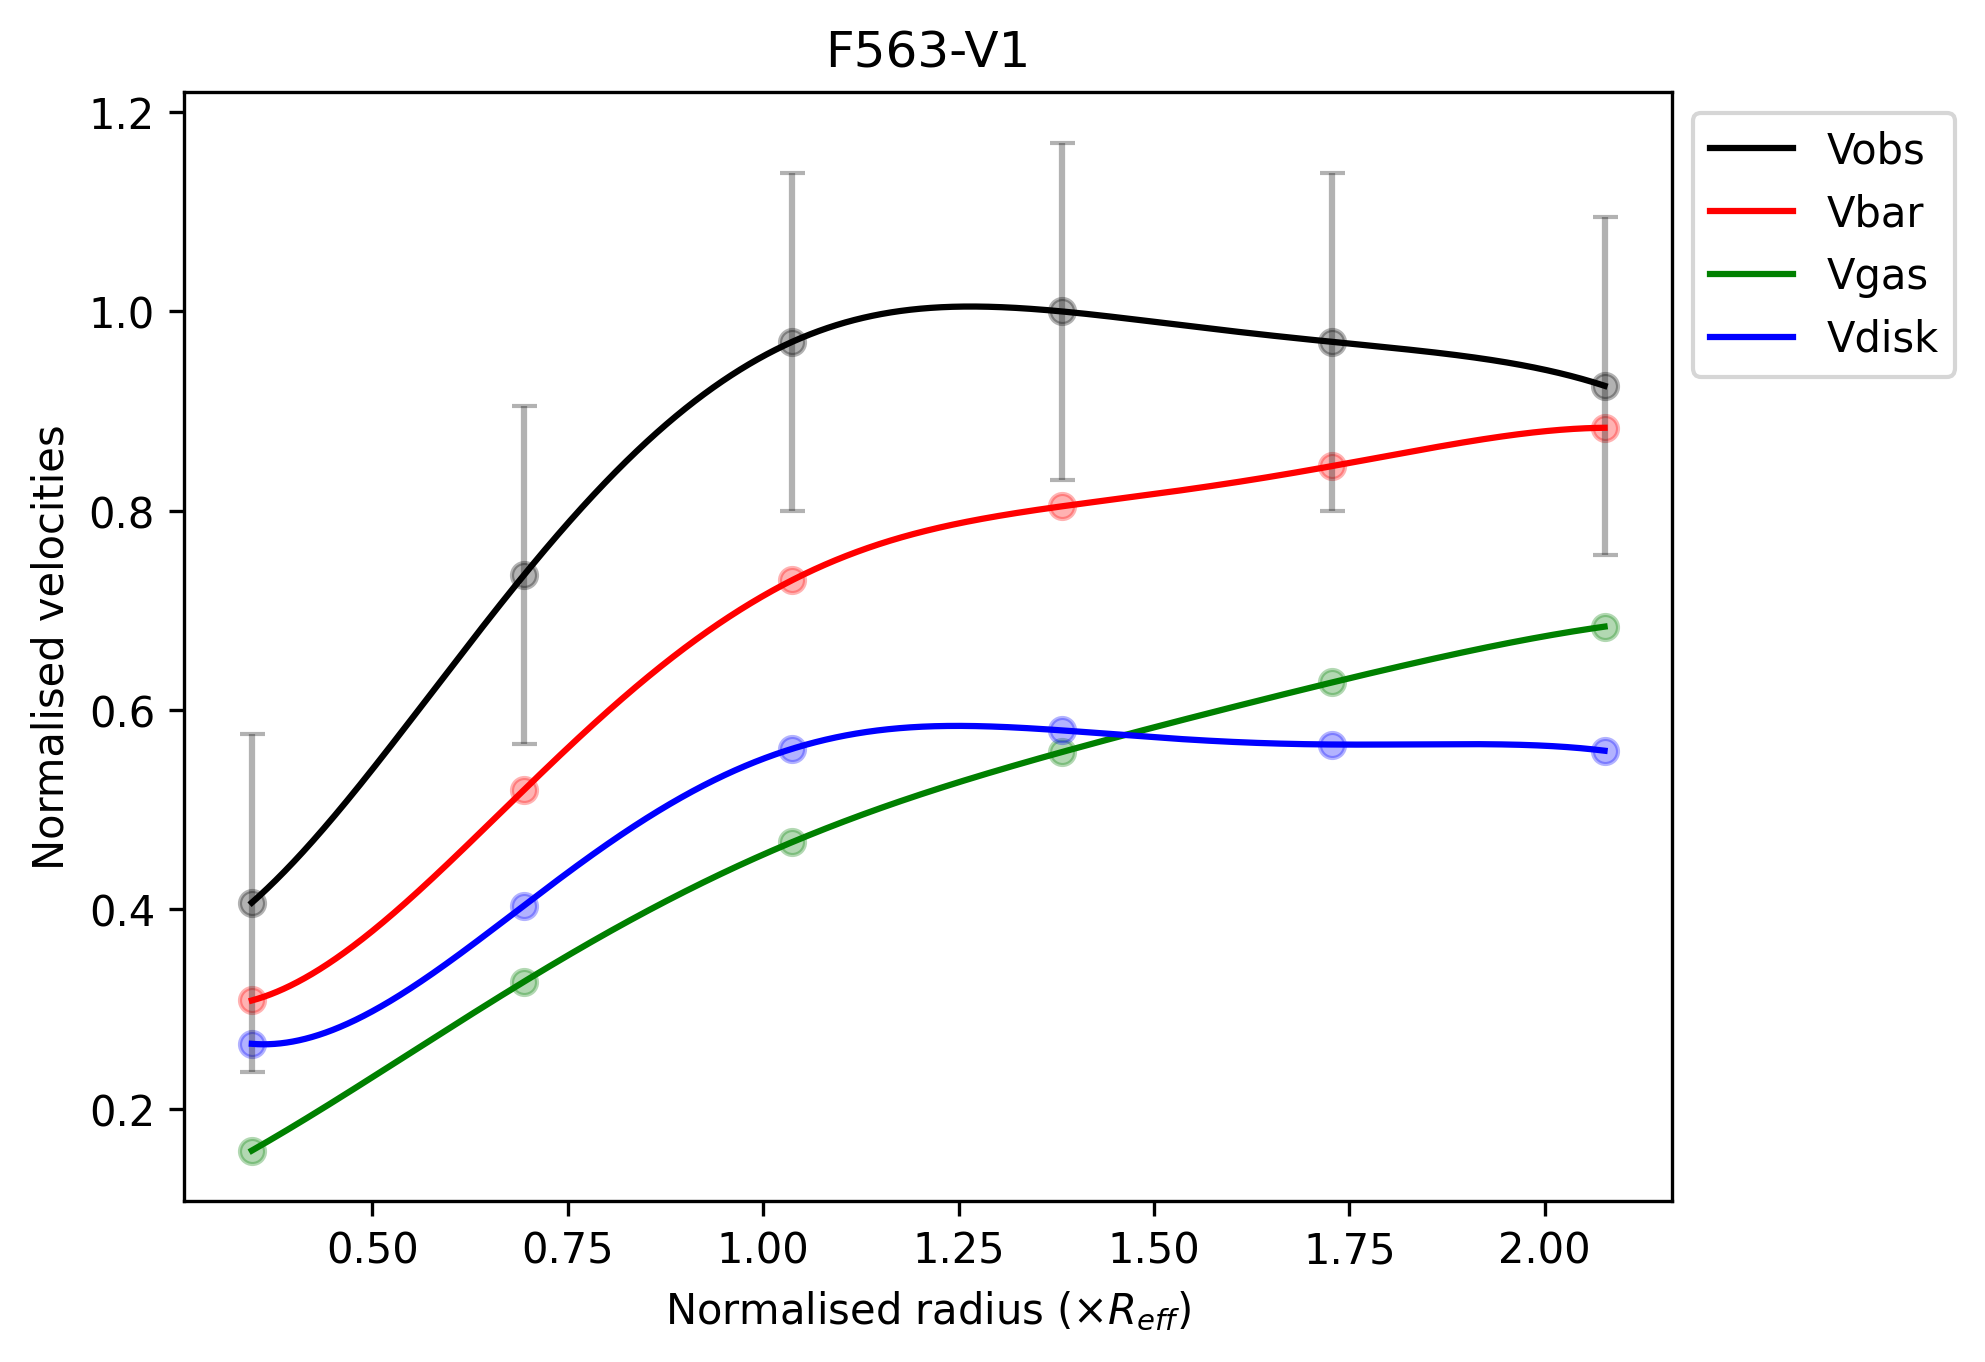 F563-V1
1.2
1.0
0.8
0.6
0.4
0.2
Normalised velocities
0.50 0.75 1.00 1.25 1.50 1.75 2.00
Normalised radius (×R_eff)
Vobs
Vbar
Vgas
Vdisk